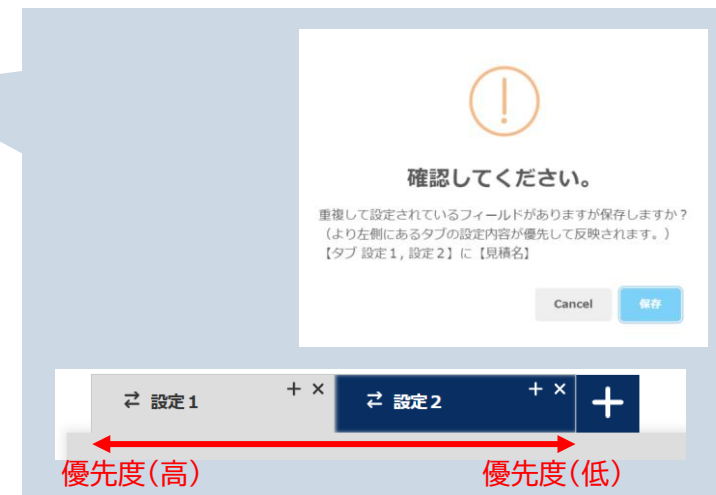 確認してください。
重複して設定されているフィールドがありますが保存しますか？
（より左側にあるタブの設定内容が優先して反映されます。）
【タブ 設定１, 設定２】に【見積名】
Cancel 保存
設定１ + × 設定２ + × +
優先度（高） 優先度（低）